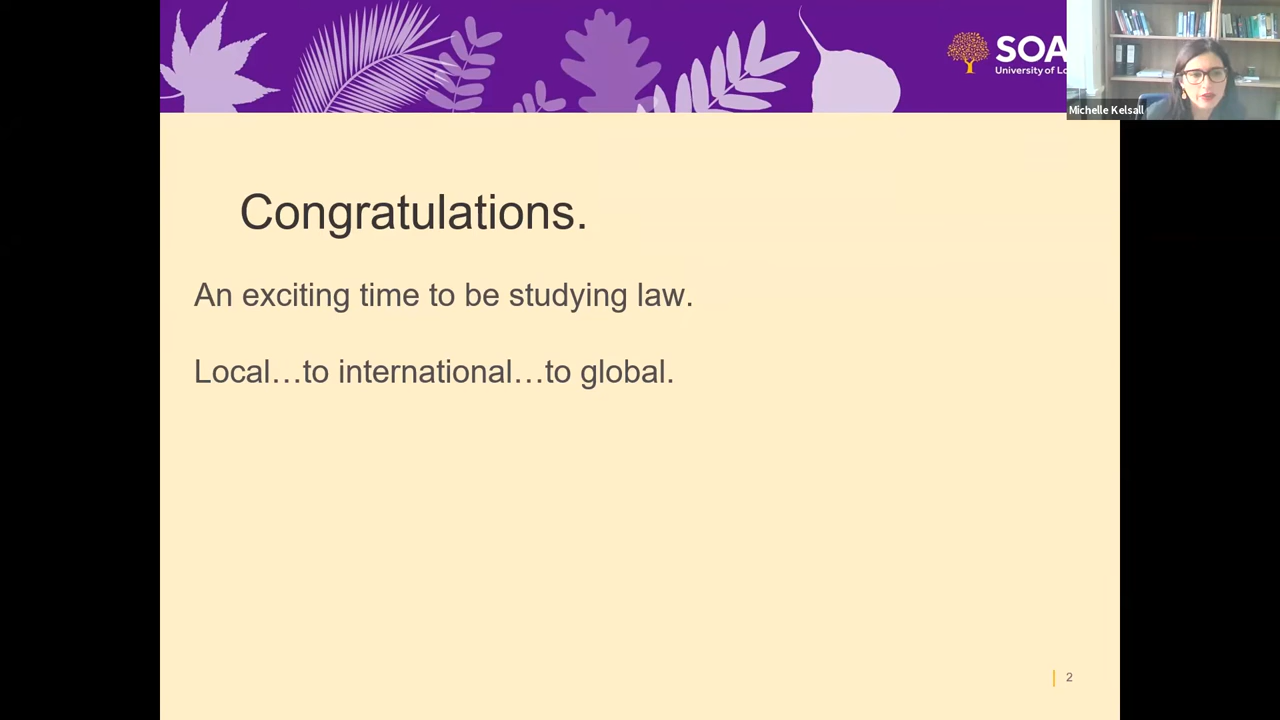 SOA
University of Lo
Michelle Kelsall
Congratulations.
An exciting time to be studying law.
Local…to international…to global.
2